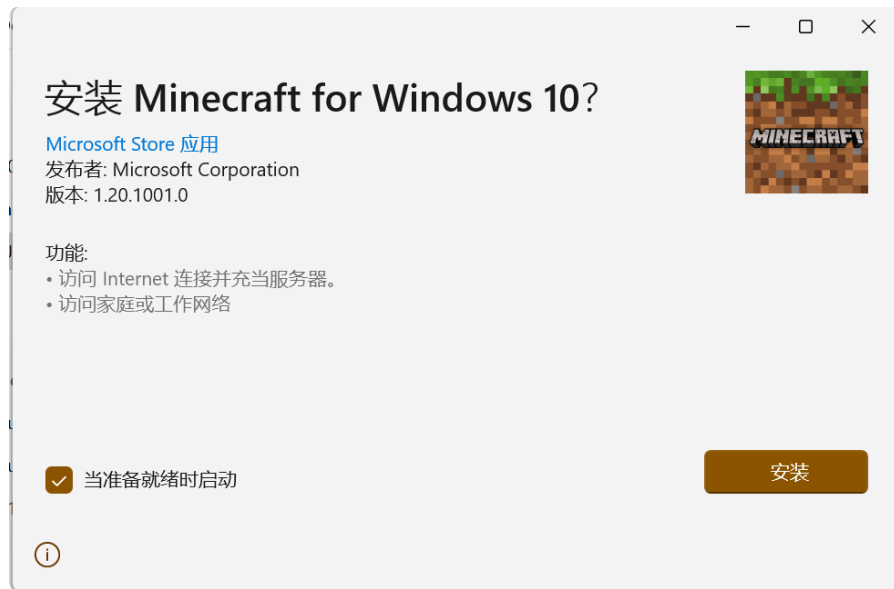 安装 Minecraft for Windows 10?
MINECRAFT
Microsoft Store 应用
发布者: Microsoft Corporation
版本: 1.20.1001.0
功能:
• 访问 Internet 连接并充当服务器。
• 访问家庭或工作网络
当准备就绪时启动
安装